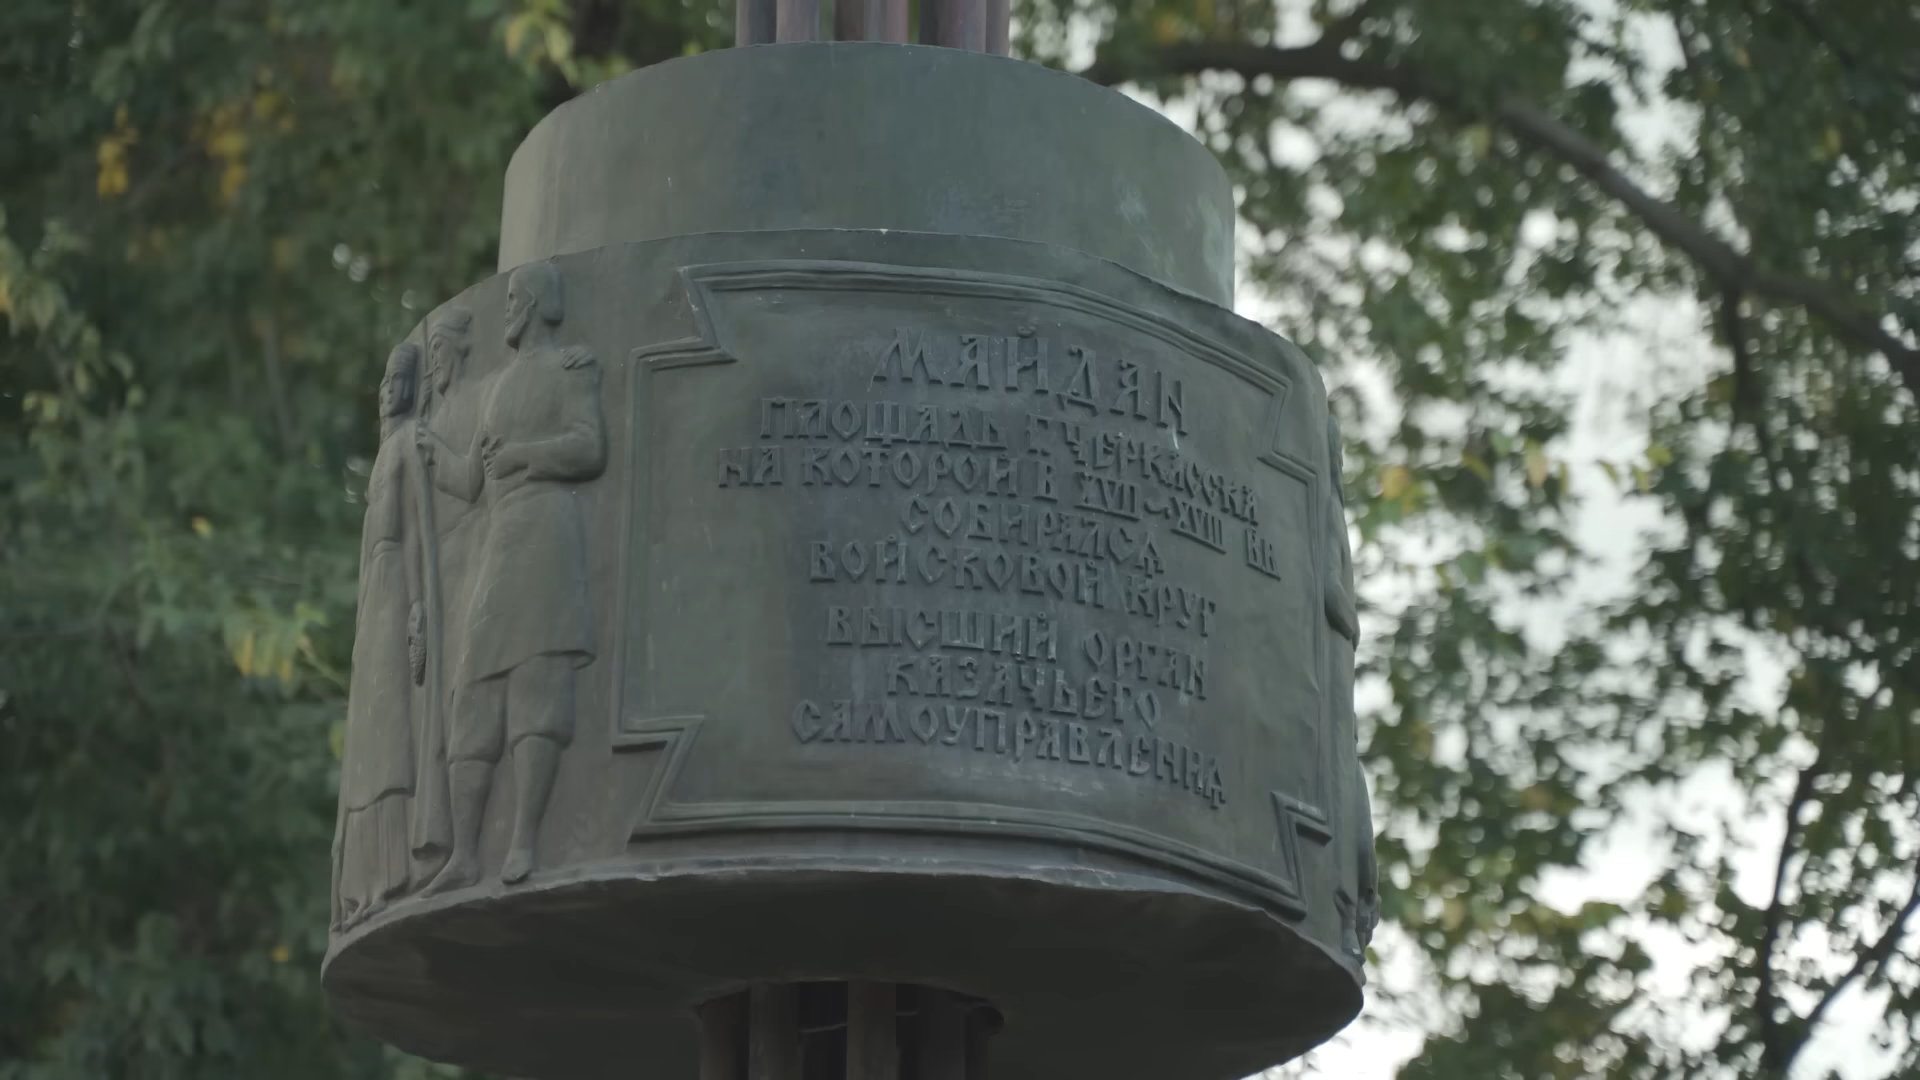 МАЙДАН
ПЛОЩАДЬ Г ЧЕРКАССКА
НА КОТОРОЙ В XVII–XVIII ВВ
СОБИРАЛСЯ
ВОЙСКОВОЙ КРУГ
ВЫСШИЙ ОРГАН
КАЗАЧЬЕГО
САМОУПРАВЛЕНИЯ